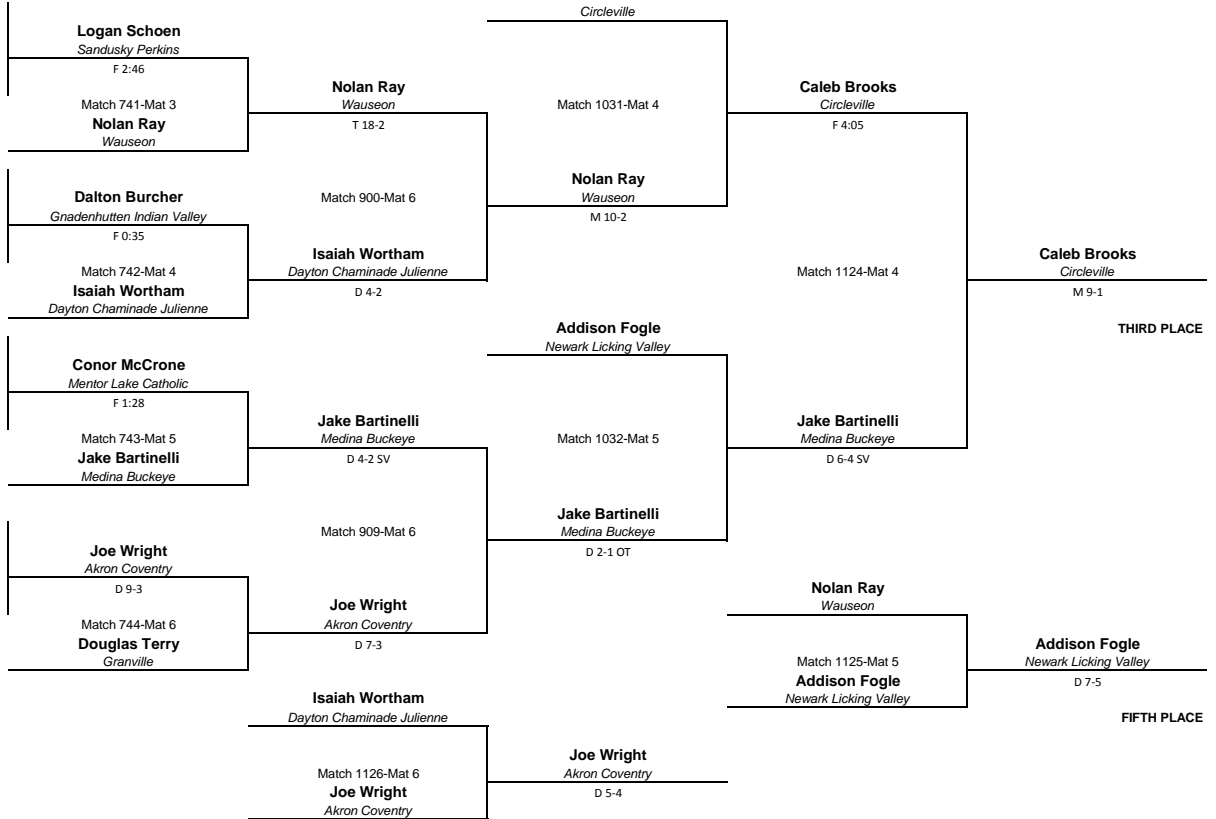 Logan Schoen
Sandusky Perkins
F 2:46
Match 741-Mat 3
Nolan Ray
Wauseon
Dalton Burcher
Gnadenhutten Indian Valley
F 0:35
Match 742-Mat 4
Isaiah Wortham
Dayton Chaminade Julienne
Conor McCrone
Mentor Lake Catholic
F 1:28
Match 743-Mat 5
Jake Bartinelli
Medina Buckeye
Joe Wright
Akron Coventry
D 9-3
Match 744-Mat 6
Douglas Terry
Granville
Nolan Ray
Wauseon
T 18-2
Match 900-Mat 6
Isaiah Wortham
Dayton Chaminade Julienne
D 4-2
Jake Bartinelli
Medina Buckeye
D 4-2 SV
Match 909-Mat 6
Joe Wright
Akron Coventry
D 7-3
Isaiah Wortham
Dayton Chaminade Julienne
Match 1126-Mat 6
Joe Wright
Akron Coventry
Circleville
Match 1031-Mat 4
Nolan Ray
Wauseon
M 10-2
Addison Fogle
Newark Licking Valley
Match 1032-Mat 5
Jake Bartinelli
Medina Buckeye
D 2-1 OT
Joe Wright
Akron Coventry
D 5-4
Caleb Brooks
Circleville
F 4:05
Match 1124-Mat 4
Jake Bartinelli
Medina Buckeye
D 6-4 SV
Nolan Ray
Wauseon
Match 1125-Mat 5
Addison Fogle
Newark Licking Valley
Caleb Brooks
Circleville
M 9-1
THIRD PLACE
Addison Fogle
Newark Licking Valley
D 7-5
FIFTH PLACE